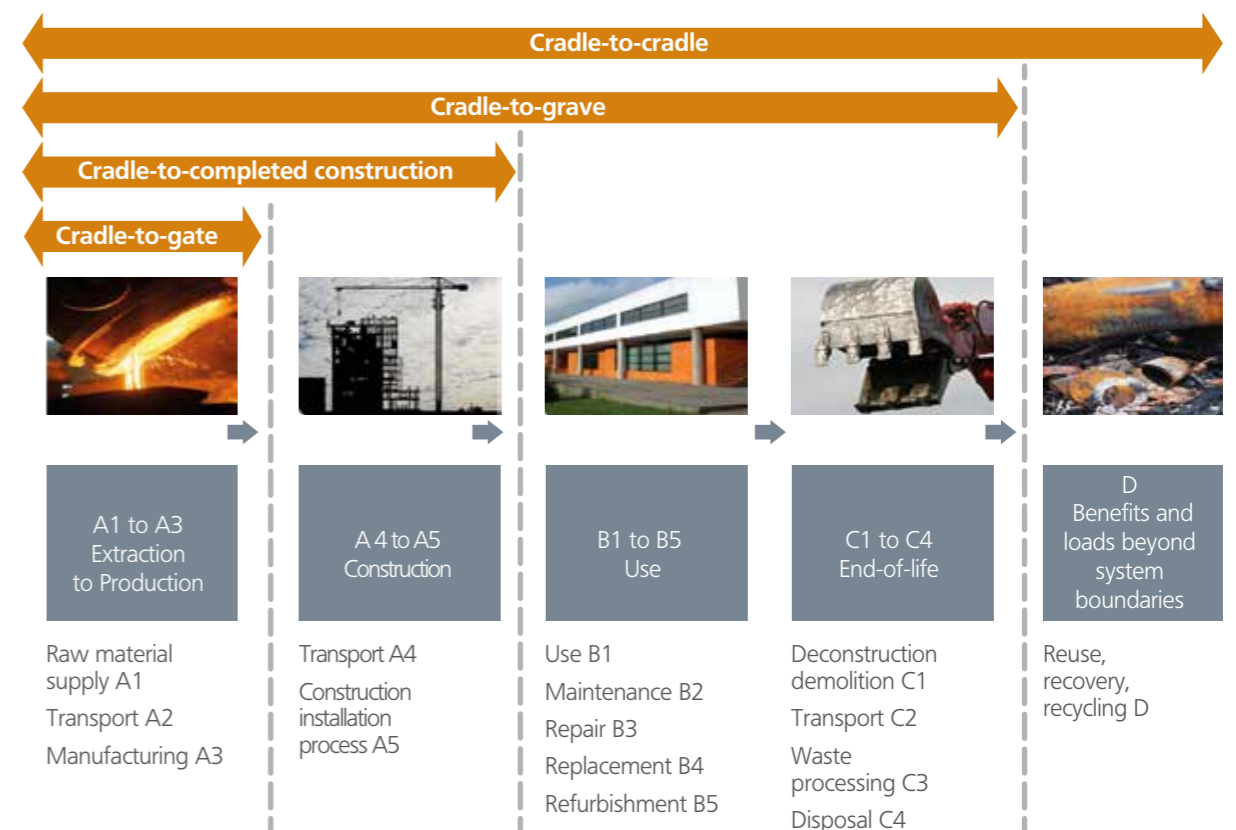 Cradle-to-cradle
Cradle-to-grave
Cradle-to-completed construction
Cradle-to-gate
A1 to A3
Extraction
to Production
A 4 to A5
Construction
B1 to B5
Use
C1 to C4
End-of-life
D
Benefits and
loads beyond
system
boundaries
Raw material
supply A1
Transport A2
Manufacturing A3
Transport A4
Construction
installation
process A5
Use B1
Maintenance B2
Repair B3
Replacement B4
Refurbishment B5
Deconstruction
demolition C1
Transport C2
Waste
processing C3
Disposal C4
Reuse,
recovery,
recycling D